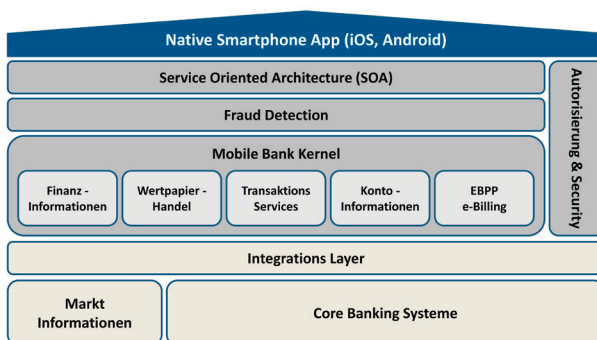 Native Smartphone App (iOS, Android)
Service Oriented Architecture (SOA)
Fraud Detection
Mobile Bank Kernel
Finanz -
Informationen
Wertpapier -
Handel
Transaktions
Services
Konto -
Informationen
EBPP
e-Billing
Autorisierung & Security
Integrations Layer
Markt
Informationen
Core Banking Systeme